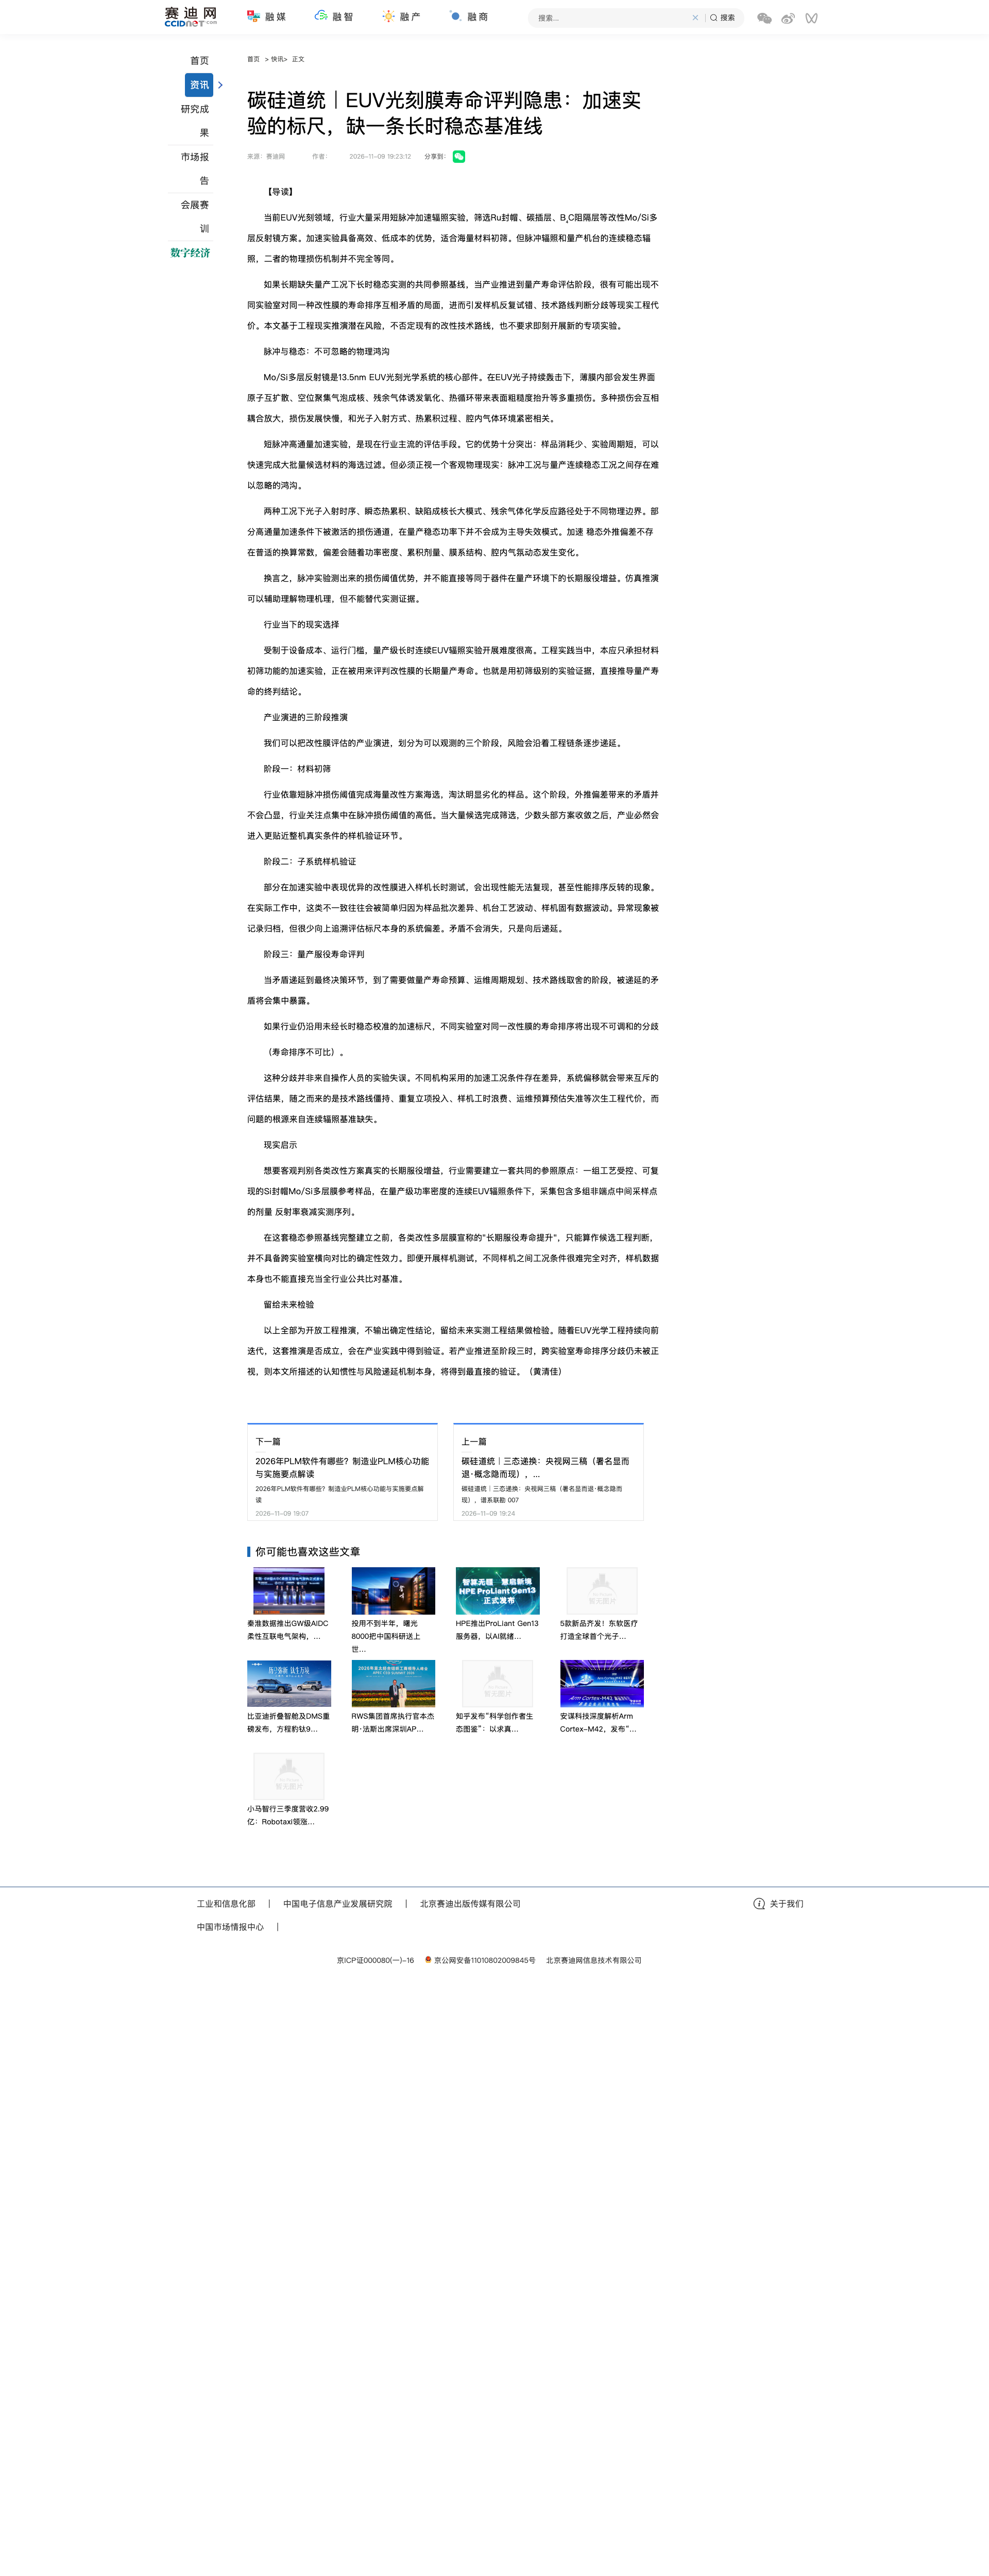 赛迪网
CCIDNET.com
融媒
融智
融产
融商
搜索...
搜索
首页
资讯
研究成
果
市场报
告
会展赛
训
数字经济
首页 > 快讯> 正文
碳硅道统｜EUV光刻膜寿命评判隐患：加速实
验的标尺，缺一条长时稳态基准线
来源：赛迪网 作者： 2026-11-09 19:23:12 分享到：
【导读】
当前EUV光刻领域，行业大量采用短脉冲加速辐照实验，筛选Ru封帽、碳插层、B₄C阻隔层等改性Mo/Si多
层反射镜方案。加速实验具备高效、低成本的优势，适合海量材料初筛。但脉冲辐照和量产机台的连续稳态辐
照，二者的物理损伤机制并不完全等同。
如果长期缺失量产工况下长时稳态实测的共同参照基线，当产业推进到量产寿命评估阶段，很有可能出现不
同实验室对同一种改性膜的寿命排序互相矛盾的局面，进而引发样机反复试错、技术路线判断分歧等现实工程代
价。本文基于工程现实推演潜在风险，不否定现有的改性技术路线，也不要求即刻开展新的专项实验。
脉冲与稳态：不可忽略的物理鸿沟
Mo/Si多层反射镜是13.5nm EUV光刻光学系统的核心部件。在EUV光子持续轰击下，薄膜内部会发生界面
原子互扩散、空位聚集气泡成核、残余气体诱发氧化、热循环带来表面粗糙度抬升等多重损伤。多种损伤会互相
耦合放大，损伤发展快慢，和光子入射方式、热累积过程、腔内气体环境紧密相关。
短脉冲高通量加速实验，是现在行业主流的评估手段。它的优势十分突出：样品消耗少、实验周期短，可以
快速完成大批量候选材料的海选过滤。但必须正视一个客观物理现实：脉冲工况与量产连续稳态工况之间存在难
以忽略的鸿沟。
两种工况下光子入射时序、瞬态热累积、缺陷成核长大模式、残余气体化学反应路径处于不同物理边界。部
分高通量加速条件下被激活的损伤通道，在量产稳态功率下并不会成为主导失效模式。加速 稳态外推偏差不存
在普适的换算常数，偏差会随着功率密度、累积剂量、膜系结构、腔内气氛动态发生变化。
换言之，脉冲实验测出来的损伤阈值优势，并不能直接等同于器件在量产环境下的长期服役增益。仿真推演
可以辅助理解物理机理，但不能替代实测证据。
行业当下的现实选择
受制于设备成本、运行门槛，量产级长时连续EUV辐照实验开展难度很高。工程实践当中，本应只承担材料
初筛功能的加速实验，正在被用来评判改性膜的长期量产寿命。也就是用初筛级别的实验证据，直接推导量产寿
命的终判结论。
产业演进的三阶段推演
我们可以把改性膜评估的产业演进，划分为可以观测的三个阶段，风险会沿着工程链条逐步递延。
阶段一：材料初筛
行业依靠短脉冲损伤阈值完成海量改性方案海选，淘汰明显劣化的样品。这个阶段，外推偏差带来的矛盾并
不会凸显，行业关注点集中在脉冲损伤阈值的高低。当大量候选完成筛选，少数头部方案收敛之后，产业必然会
进入更贴近整机真实条件的样机验证环节。
阶段二：子系统样机验证
部分在加速实验中表现优异的改性膜进入样机长时测试，会出现性能无法复现，甚至性能排序反转的现象。
在实际工作中，这类不一致往往会被简单归因为样品批次差异、机台工艺波动、样机固有数据波动。异常现象被
记录归档，但很少向上追溯评估标尺本身的系统偏差。矛盾不会消失，只是向后递延。
阶段三：量产服役寿命评判
当矛盾递延到最终决策环节，到了需要做量产寿命预算、运维周期规划、技术路线取舍的阶段，被递延的矛
盾将会集中暴露。
如果行业仍沿用未经长时稳态校准的加速标尺，不同实验室对同一改性膜的寿命排序将出现不可调和的分歧
（寿命排序不可比）。
这种分歧并非来自操作人员的实验失误。不同机构采用的加速工况条件存在差异，系统偏移就会带来互斥的
评估结果，随之而来的是技术路线僵持、重复立项投入、样机工时浪费、运维预算预估失准等次生工程代价，而
问题的根源来自连续辐照基准缺失。
现实启示
想要客观判别各类改性方案真实的长期服役增益，行业需要建立一套共同的参照原点：一组工艺受控、可复
现的Si封帽Mo/Si多层膜参考样品，在量产级功率密度的连续EUV辐照条件下，采集包含多组非端点中间采样点
的剂量 反射率衰减实测序列。
在这套稳态参照基线完整建立之前，各类改性多层膜宣称的"长期服役寿命提升"，只能算作候选工程判断，
并不具备跨实验室横向对比的确定性效力。即便开展样机测试，不同样机之间工况条件很难完全对齐，样机数据
本身也不能直接充当全行业公共比对基准。
留给未来检验
以上全部为开放工程推演，不输出确定性结论，留给未来实测工程结果做检验。随着EUV光学工程持续向前
迭代，这套推演是否成立，会在产业实践中得到验证。若产业推进至阶段三时，跨实验室寿命排序分歧仍未被正
视，则本文所描述的认知惯性与风险递延机制本身，将得到最直接的验证。（黄清佳）
下一篇
2026年PLM软件有哪些？制造业PLM核心功能
与实施要点解读
2026年PLM软件有哪些？制造业PLM核心功能与实施要点解
读
2026-11-09 19:07
上一篇
碳硅道统｜三态递换：央视网三稿（署名显而
退·概念隐而现），...
碳硅道统｜三态递换：央视网三稿（署名显而退·概念隐而
现），谱系联勘 007
2026-11-09 19:24
你可能也喜欢这些文章
智算无疆 慧启新境
HPE ProLiant Gen13
正式发布
暂无图片
秦淮数据推出GW级AIDC
柔性互联电气架构，...
投用不到半年，曙光
8000把中国科研送上
世...
HPE推出ProLiant Gen13
服务器，以AI就绪...
5款新品齐发！东软医疗
打造全球首个光子...
暂无图片
比亚迪折叠智舱及DMS重
磅发布，方程豹钛9...
RWS集团首席执行官本杰
明·法斯出席深圳AP...
知乎发布“科学创作者生
态图鉴”：以求真...
安谋科技深度解析Arm
Cortex-M42，发布“...
暂无图片
小马智行三季度营收2.99
亿：Robotaxi领涨...
工业和信息化部 | 中国电子信息产业发展研究院 | 北京赛迪出版传媒有限公司
关于我们
中国市场情报中心 |
京ICP证000080(一)-16 京公网安备11010802009845号 北京赛迪网信息技术有限公司